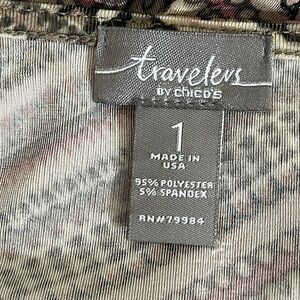 travelers
BY CHICO'S
1
MADE IN
USA
95% POLYESTER
5% SPANDEX
RN#79984